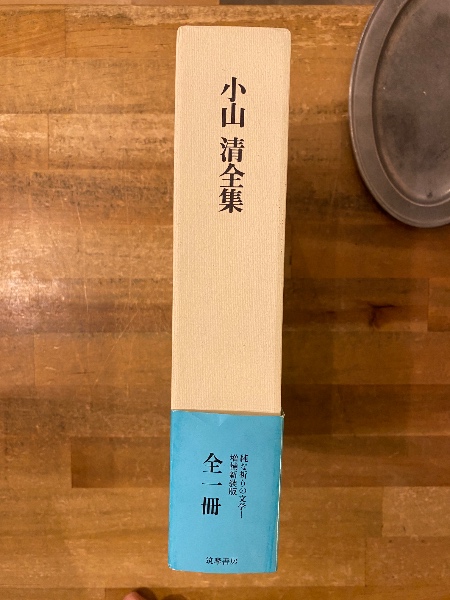 小山 清全集
純な祈りの文学―
増補新装版
全一冊
筑摩書房